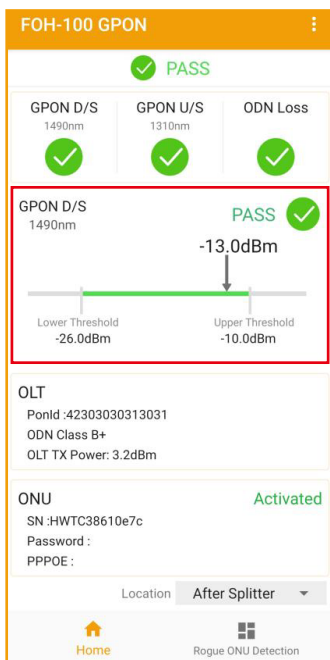 FOH-100 GPON
PASS
GPON D/S
1490nm
GPON U/S
1310nm
ODN Loss
GPON D/S
1490nm
PASS
-13.0dBm
Lower Threshold
-26.0dBm
Upper Threshold
-10.0dBm
OLT
PonId :42303030313031
ODN Class B+
OLT TX Power: 3.2dBm
ONU
Activated
SN :HWTC38610e7c
Password :
PPPOE :
Location
After Splitter
Home
Rogue ONU Detection